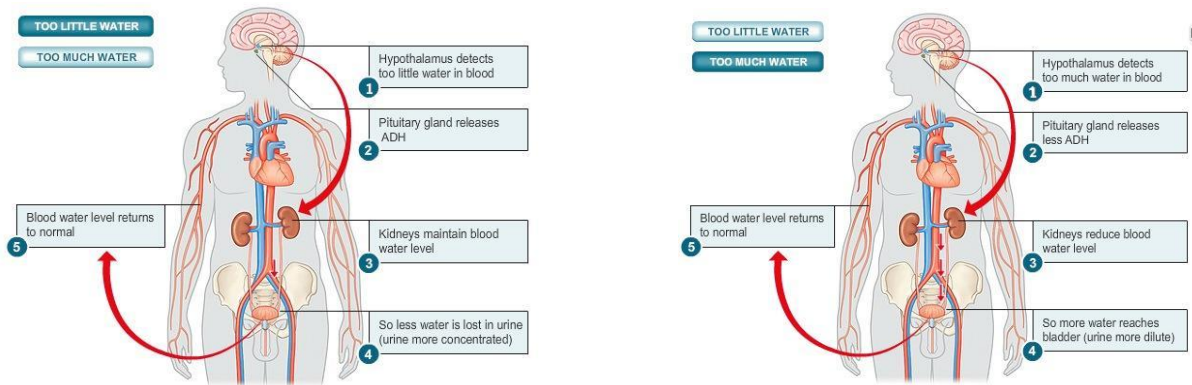 TOO LITTLE WATER
TOO MUCH WATER
Hypothalamus detects
too little water in blood
1
Pituitary gland releases
ADH
2
Kidneys maintain blood
water level
3
So less water is lost in urine
(urine more concentrated)
4
Blood water level returns
to normal
5
TOO LITTLE WATER
TOO MUCH WATER
Hypothalamus detects
too much water in blood
1
Pituitary gland releases
less ADH
2
Kidneys reduce blood
water level
3
So more water reaches
bladder (urine more dilute)
4
Blood water level returns
to normal
5